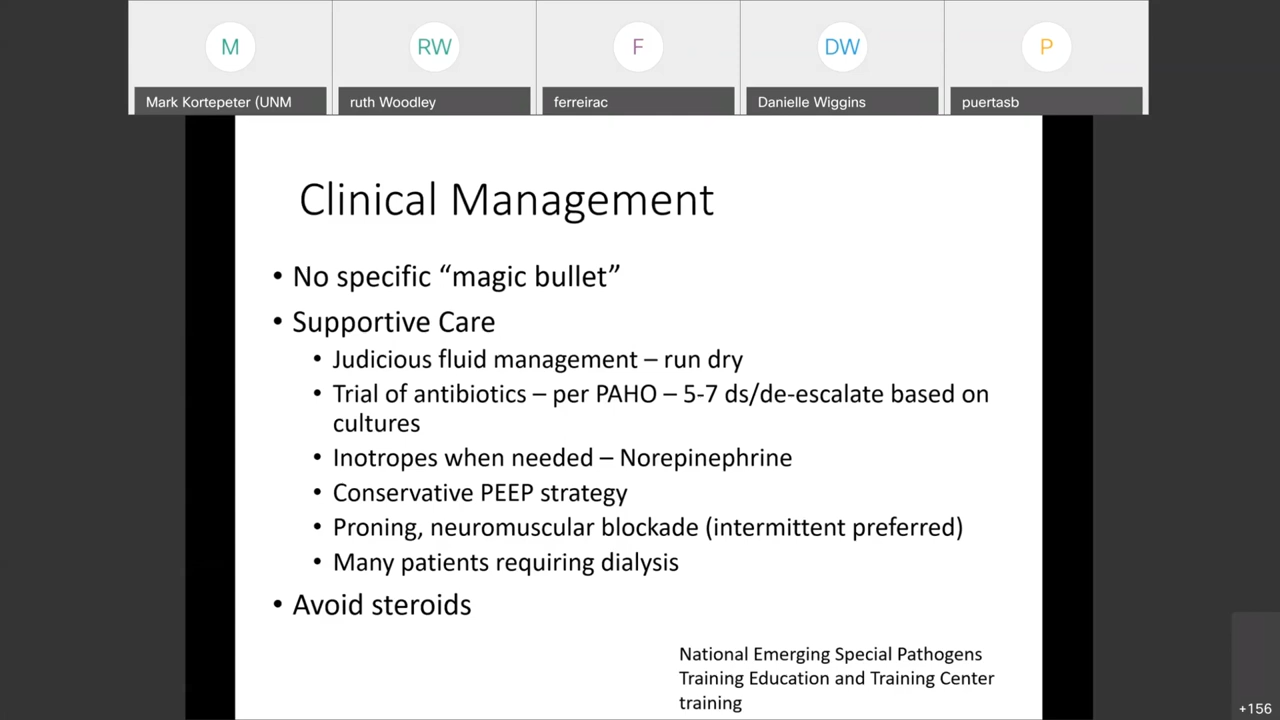 M
RW
F
DW
P
Mark Kortepeter (UNM
ruth Woodley
ferreirac
Danielle Wiggins
puertasb
Clinical Management
• No specific “magic bullet”
• Supportive Care
• Judicious fluid management – run dry
• Trial of antibiotics – per PAHO – 5-7 ds/de-escalate based on
cultures
• Inotropes when needed – Norepinephrine
• Conservative PEEP strategy
• Proning, neuromuscular blockade (intermittent preferred)
• Many patients requiring dialysis
• Avoid steroids
National Emerging Special Pathogens
Training Education and Training Center
training
+156